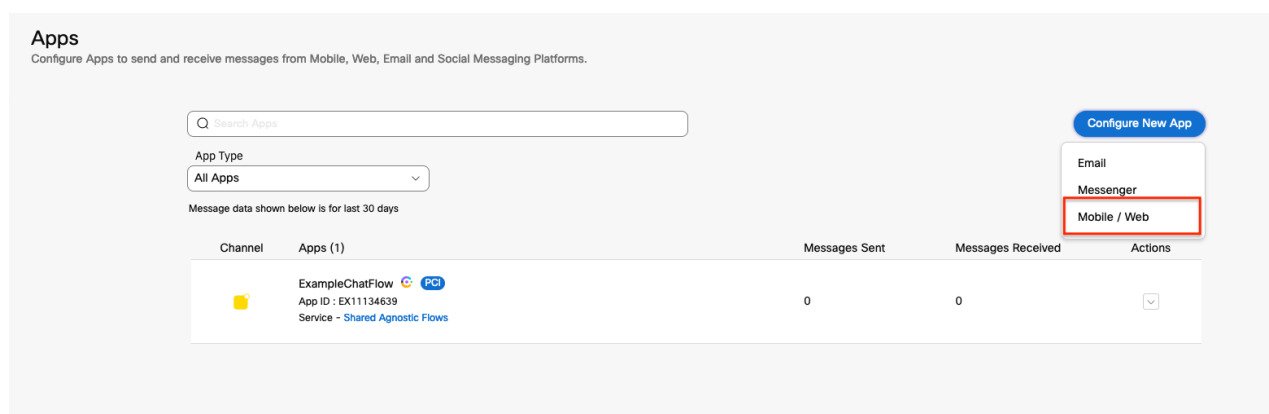 Apps
Configure Apps to send and receive messages from Mobile, Web, Email and Social Messaging Platforms.
Search Apps
Configure New App
App Type
All Apps
Email
Messenger
Mobile / Web
Message data shown below is for last 30 days
Channel Apps (1) Messages Sent Messages Received Actions
ExampleChatFlow PCI
App ID : EX11134639
Service - Shared Agnostic Flows
0 0